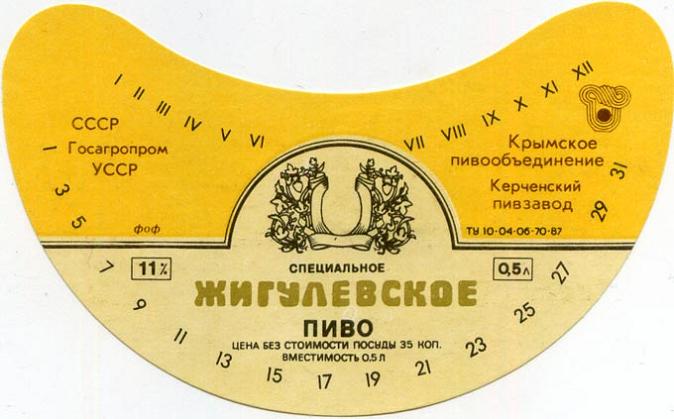 I II III IV V VI VII VIII IX X XI XII
СССР
Госагропром
УССР
Крымское
пивообъединение
Керченский
пивзавод
фоф
ТУ 10-04-06-70-87
11%
0,5л
СПЕЦИАЛЬНОЕ
ЖИГУЛЕВСКОЕ
ПИВО
ЦЕНА БЕЗ СТОИМОСТИ ПОСУДЫ 35 КОП.
ВМЕСТИМОСТЬ 0.5 Л
1 3 5 7 9 11 13 15 17 19 21 23 25 27 29 31